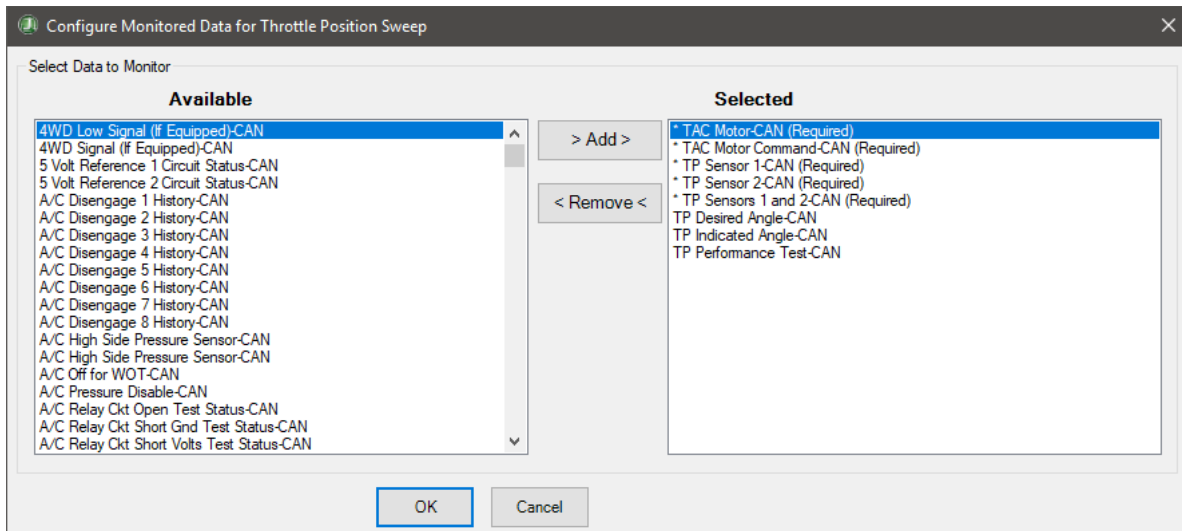 Configure Monitored Data for Throttle Position Sweep
Select Data to Monitor
Available
4WD Low Signal (If Equipped)-CAN
4WD Signal (If Equipped)-CAN
5 Volt Reference 1 Circuit Status-CAN
5 Volt Reference 2 Circuit Status-CAN
A/C Disengage 1 History-CAN
A/C Disengage 2 History-CAN
A/C Disengage 3 History-CAN
A/C Disengage 4 History-CAN
A/C Disengage 5 History-CAN
A/C Disengage 6 History-CAN
A/C Disengage 7 History-CAN
A/C Disengage 8 History-CAN
A/C High Side Pressure Sensor-CAN
A/C High Side Pressure Sensor-CAN
A/C Off for WOT-CAN
A/C Pressure Disable-CAN
A/C Relay Ckt Open Test Status-CAN
A/C Relay Ckt Short Gnd Test Status-CAN
A/C Relay Ckt Short Volts Test Status-CAN
> Add >
< Remove <
Selected
* TAC Motor-CAN (Required)
* TAC Motor Command-CAN (Required)
* TP Sensor 1-CAN (Required)
* TP Sensor 2-CAN (Required)
* TP Sensors 1 and 2-CAN (Required)
TP Desired Angle-CAN
TP Indicated Angle-CAN
TP Performance Test-CAN
OK
Cancel